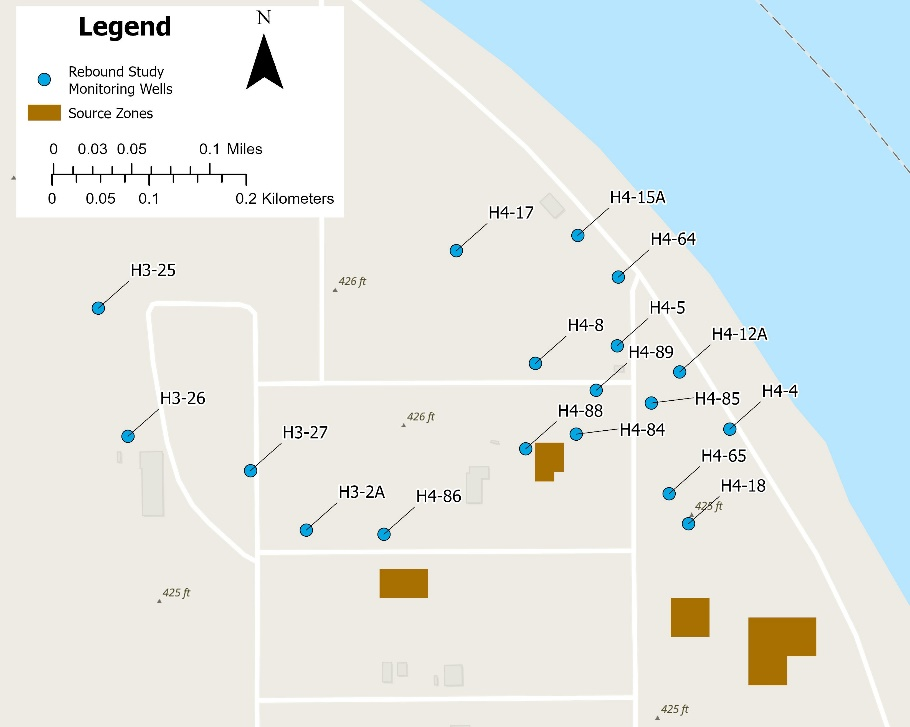 Legend
N
Rebound Study
Monitoring Wells
Source Zones
0 0.03 0.05 0.1 Miles
0 0.05 0.1 0.2 Kilometers
H4-15A
H4-17
H4-64
H3-25
426 ft
H4-5
H4-8
H4-12A
H4-89
H4-4
H3-26
H4-85
H4-88
426 ft
H4-84
H3-27
H4-65
H4-18
H3-2A
H4-86
425 ft
425 ft
425 ft